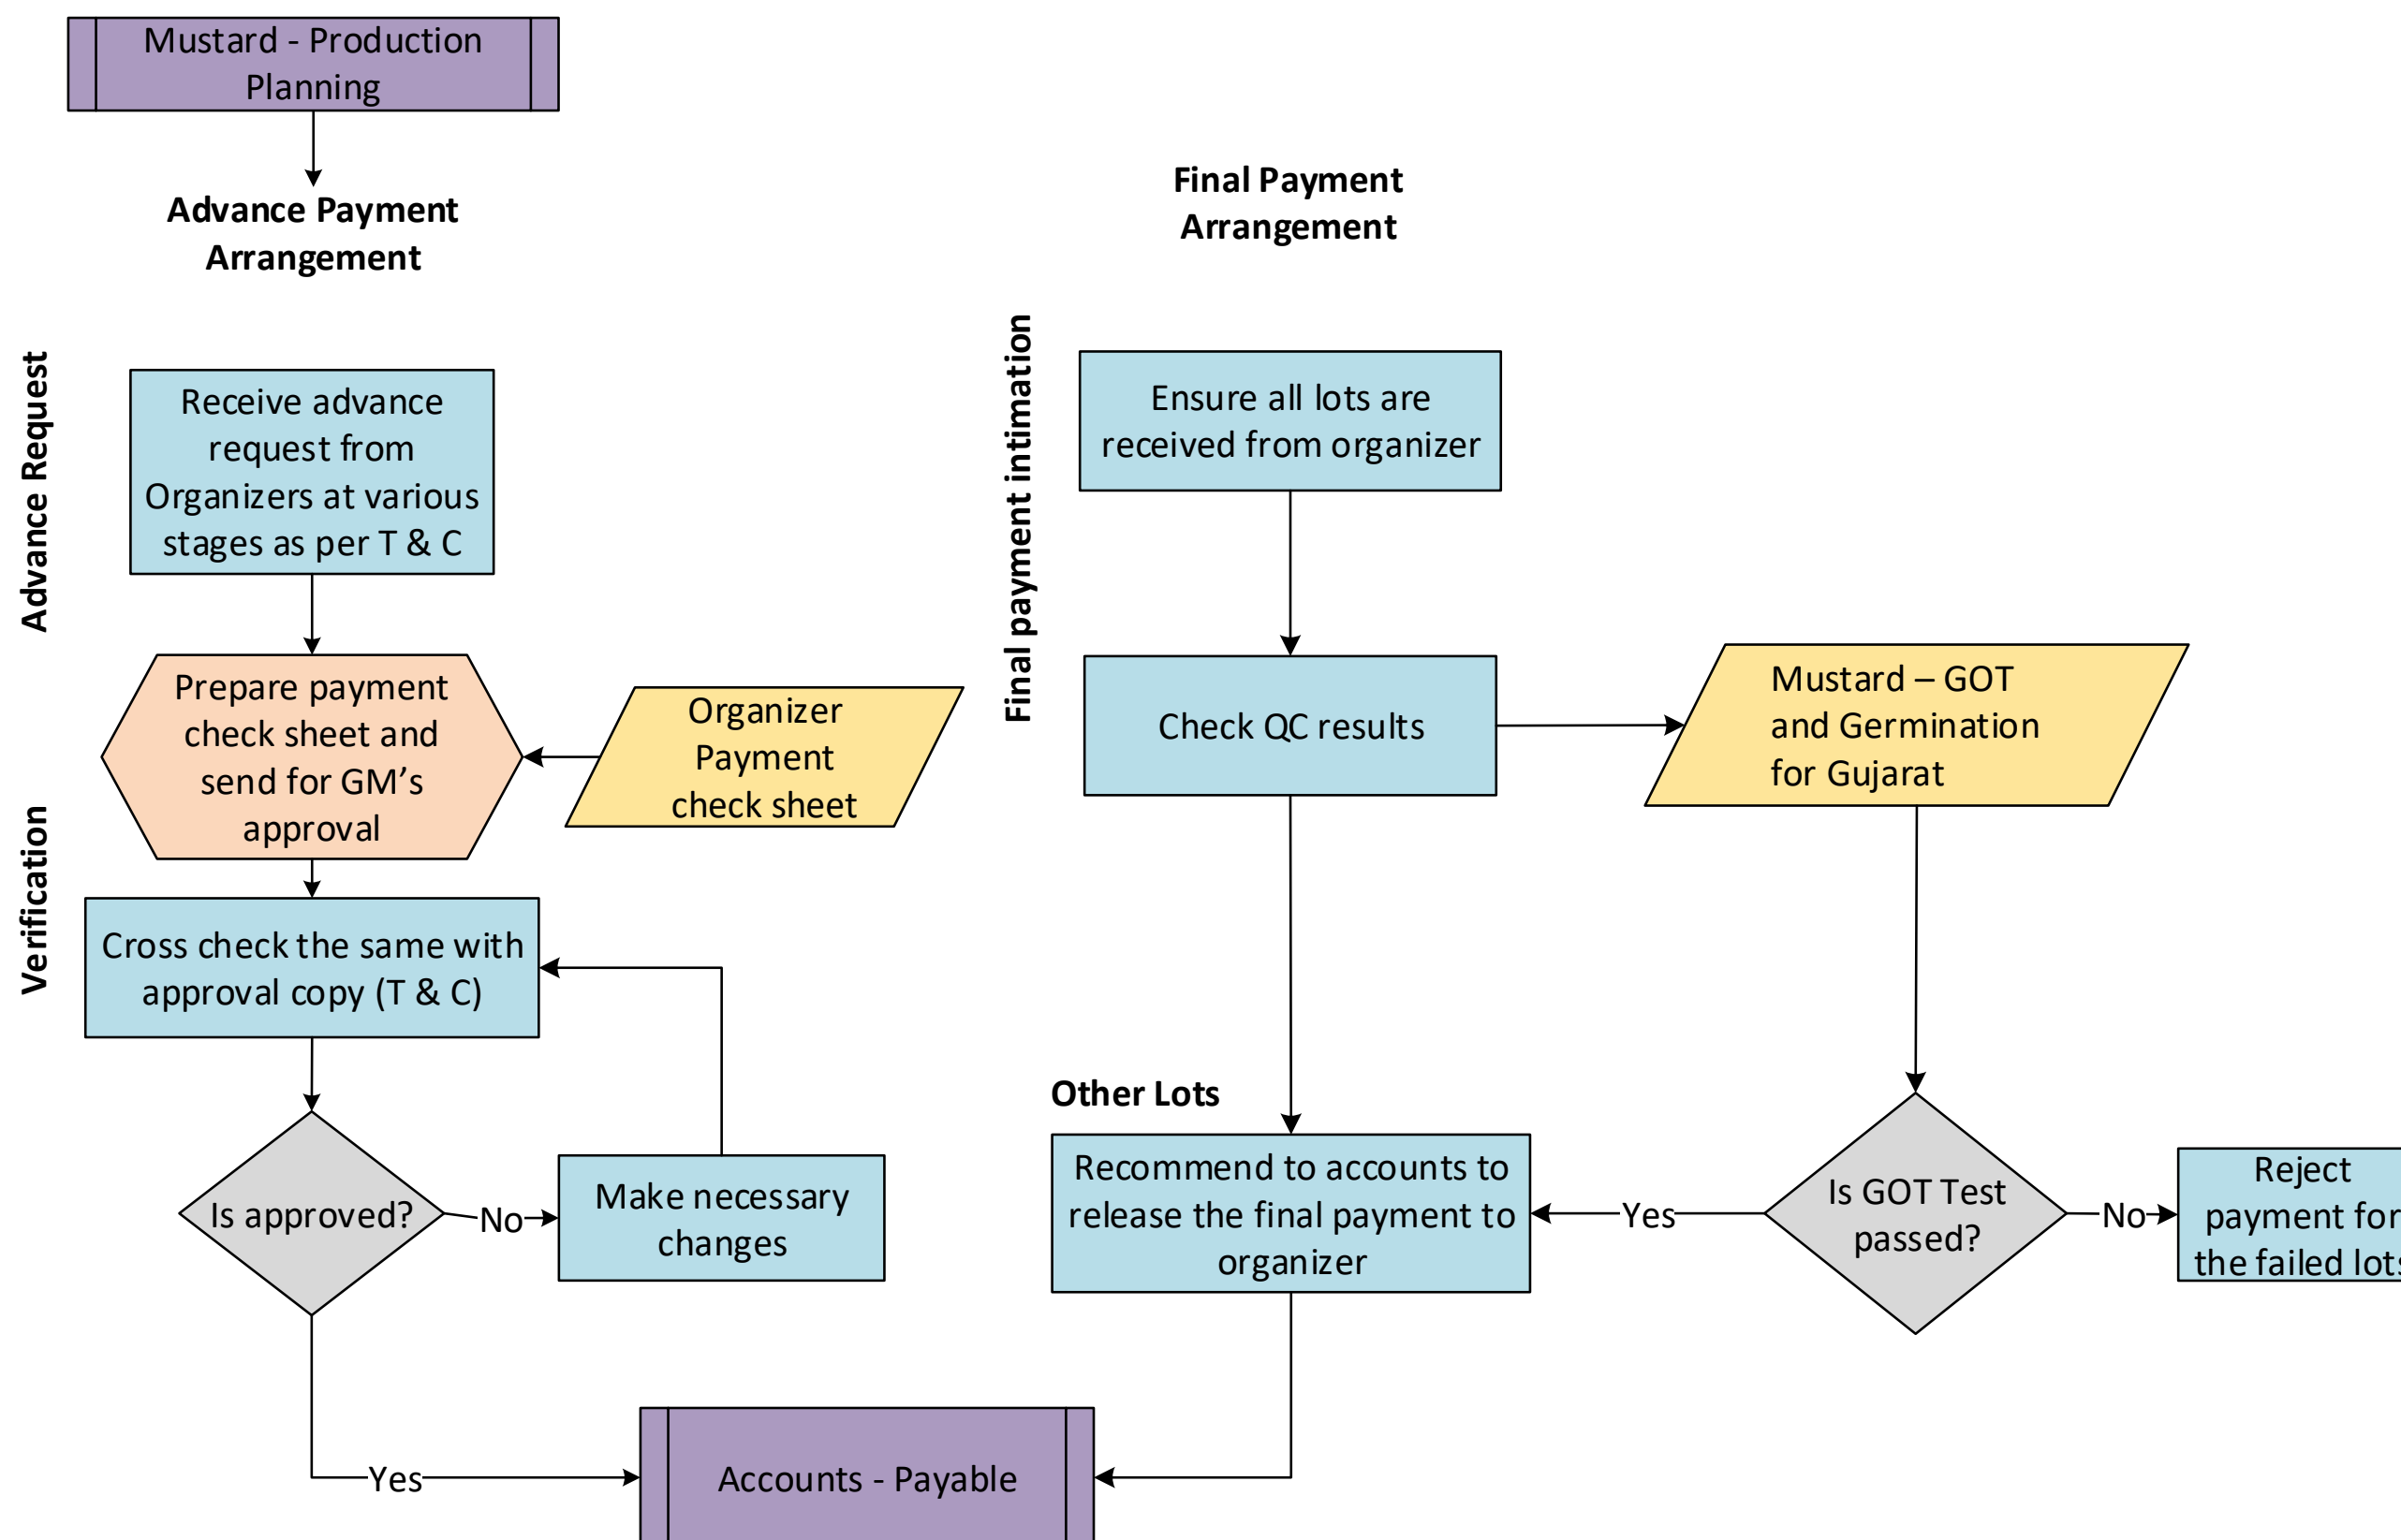 Mustard - Production
Planning
Advance Payment
Arrangement
Advance Request
Receive advance
request from
Organizers at various
stages as per T & C
Prepare payment
check sheet and
send for GM’s
approval
Organizer
Payment
check sheet
Verification
Cross check the same with
approval copy (T & C)
Is approved?
No
Make necessary
changes
Yes
Accounts - Payable
Final Payment
Arrangement
Final payment intimation
Ensure all lots are
received from organizer
Check QC results
Mustard – GOT
and Germination
for Gujarat
Other Lots
Recommend to accounts to
release the final payment to
organizer
Yes
Is GOT Test
passed?
No
Reject
payment for
the failed lots